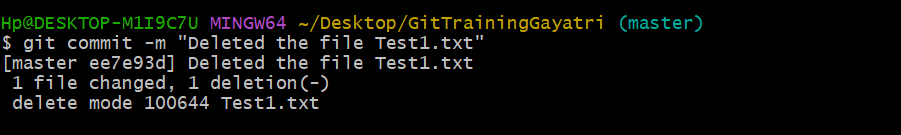 Hp@DESKTOP-M1I9C7U MINGW64 ~/Desktop/GitTrainingGayatri (master)
$ git commit -m "Deleted the file Test1.txt"
[master ee7e93d] Deleted the file Test1.txt
 1 file changed, 1 deletion(-)
 delete mode 100644 Test1.txt